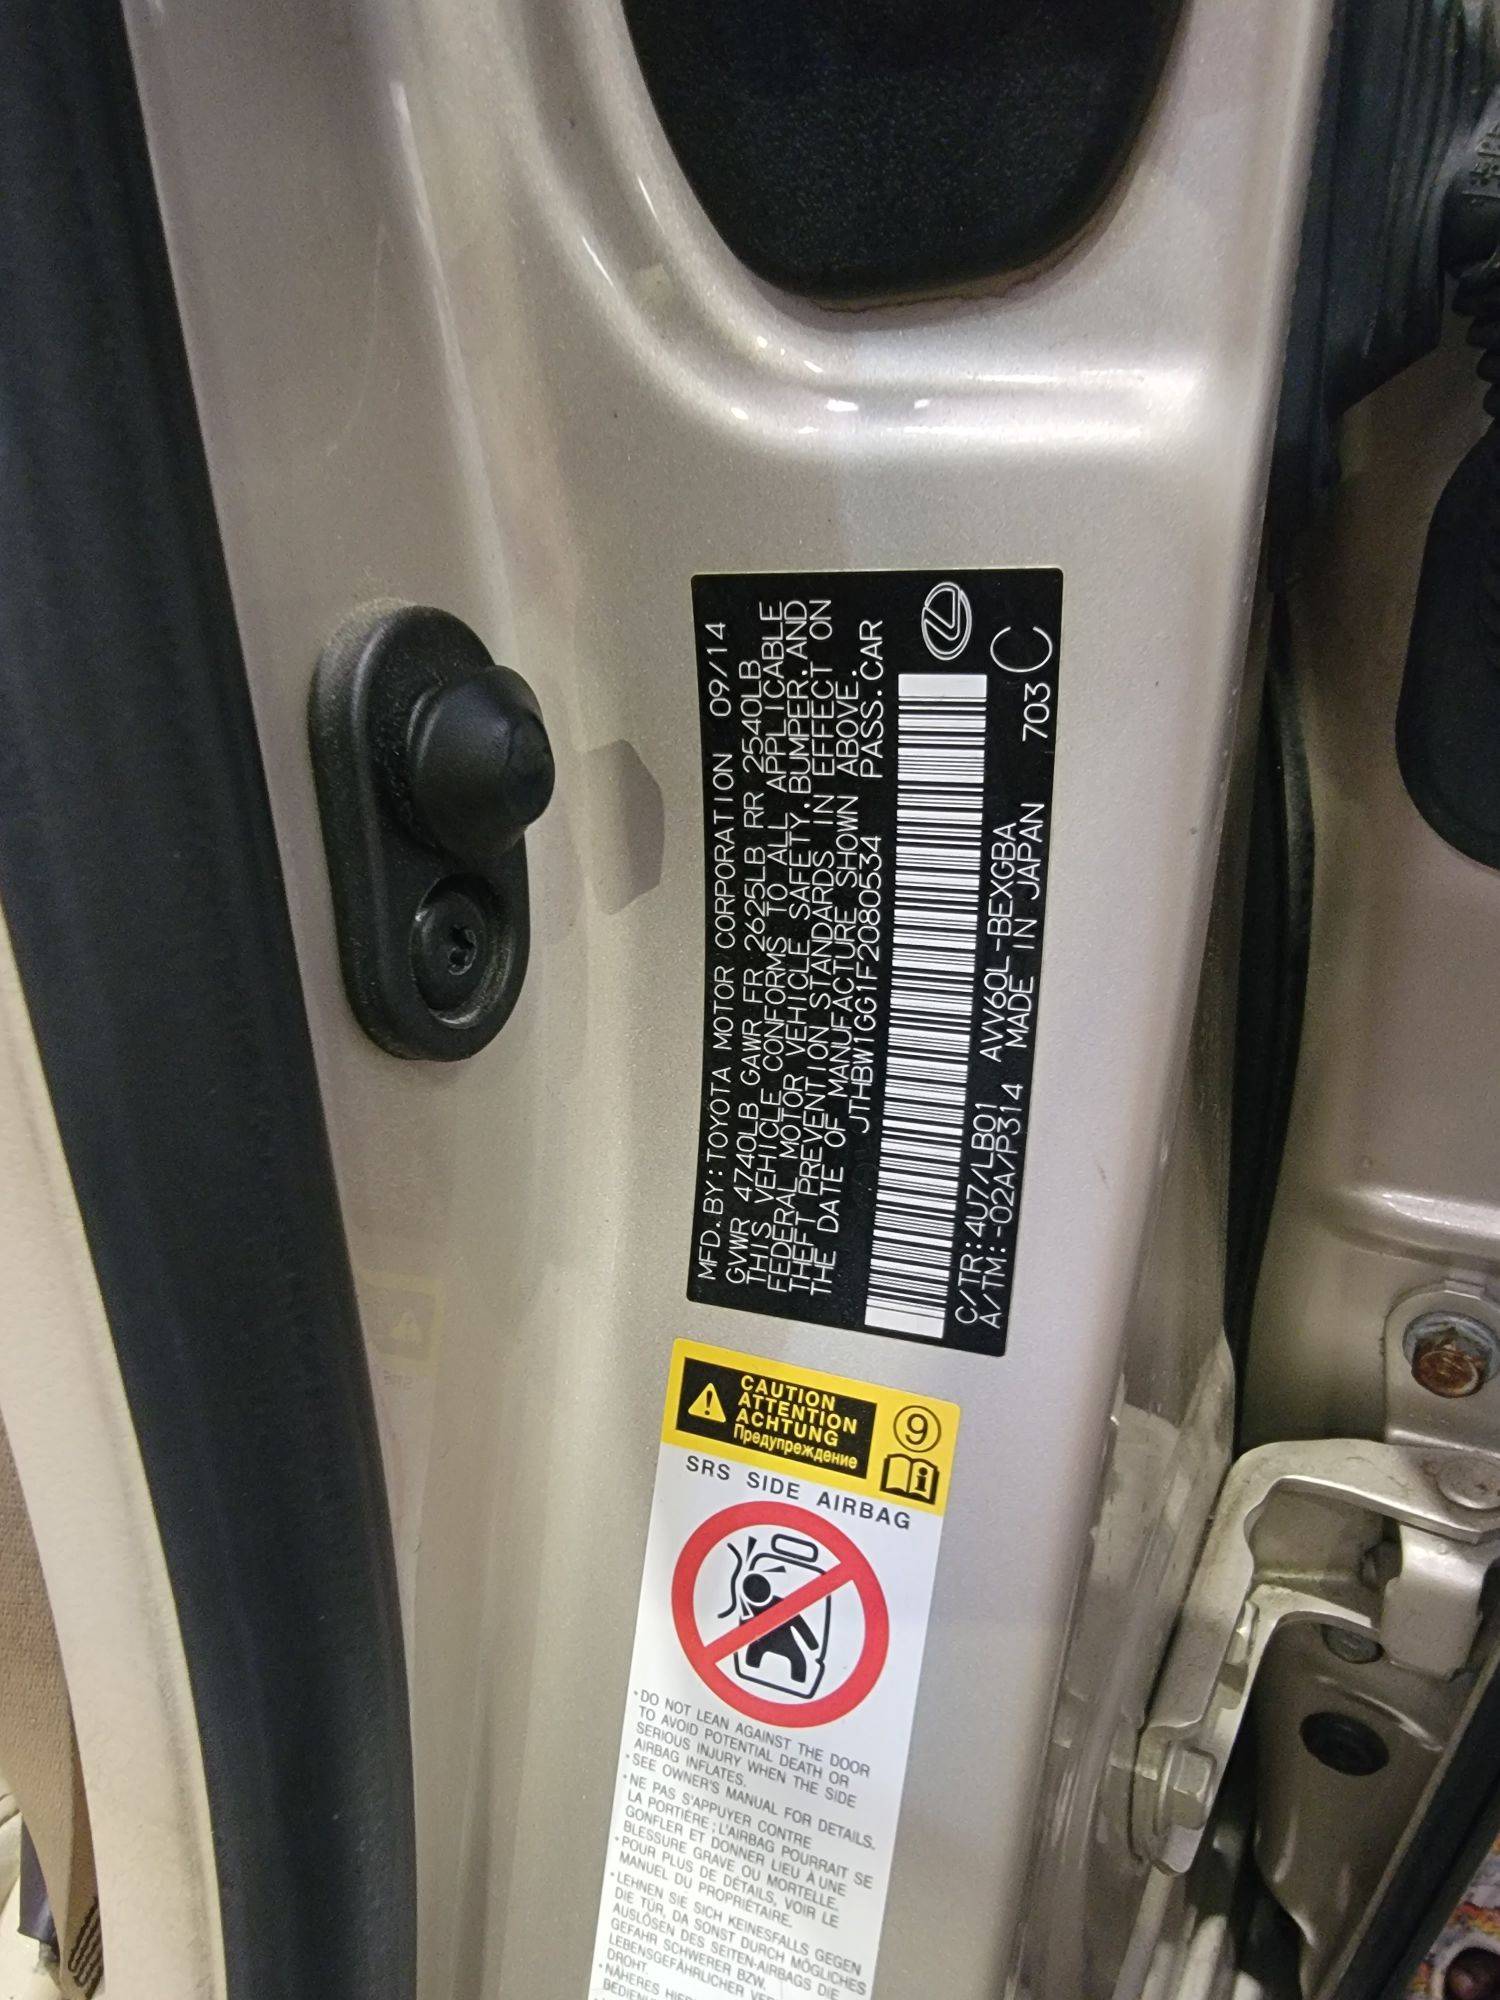 MFD.BY:TOYOTA MOTOR CORPORATION 09/14
GVWR 4740LB GAWR FR 2625LB RR 2540LB
THIS VEHICLE CONFORMS TO ALL APPLICABLE
FEDERAL MOTOR VEHICLE SAFETY,BUMPER,AND
THEFT PREVENTION STANDARDS IN EFFECT ON
THE DATE OF MANUFACTURE SHOWN ABOVE.
JTHBW1GG1F2080534 PASS.CAR
C/TR:4U7/LB01 AVV60L-BEXGBA 703 C
A/TM:-02A/P314 MADE IN JAPAN
CAUTION
ATTENTION
ACHTUNG
Предупреждение
9
SRS SIDE AIRBAG
•DO NOT LEAN AGAINST THE DOOR
TO AVOID POTENTIAL DEATH OR
SERIOUS INJURY WHEN THE SIDE
AIRBAG INFLATES.
•SEE OWNER'S MANUAL FOR DETAILS.
•NE PAS S'APPUYER CONTRE
LA PORTIÈRE ; L'AIRBAG POURRAIT SE
GONFLER ET DONNER LIEU À UNE
BLESSURE GRAVE OU MORTELLE.
•POUR PLUS DE DÉTAILS, VOIR LE
MANUEL DU PROPRIÉTAIRE.
•LEHNEN SIE SICH KEINESFALLS GEGEN
DIE TÜR, DA SONST DURCH MÖGLICHES
AUSLÖSEN DES SEITEN-AIRBAGS DIE
GEFAHR SCHWERER BZW.
LEBENSGEFÄHRLICHER
DROHT.
•NÄHERES